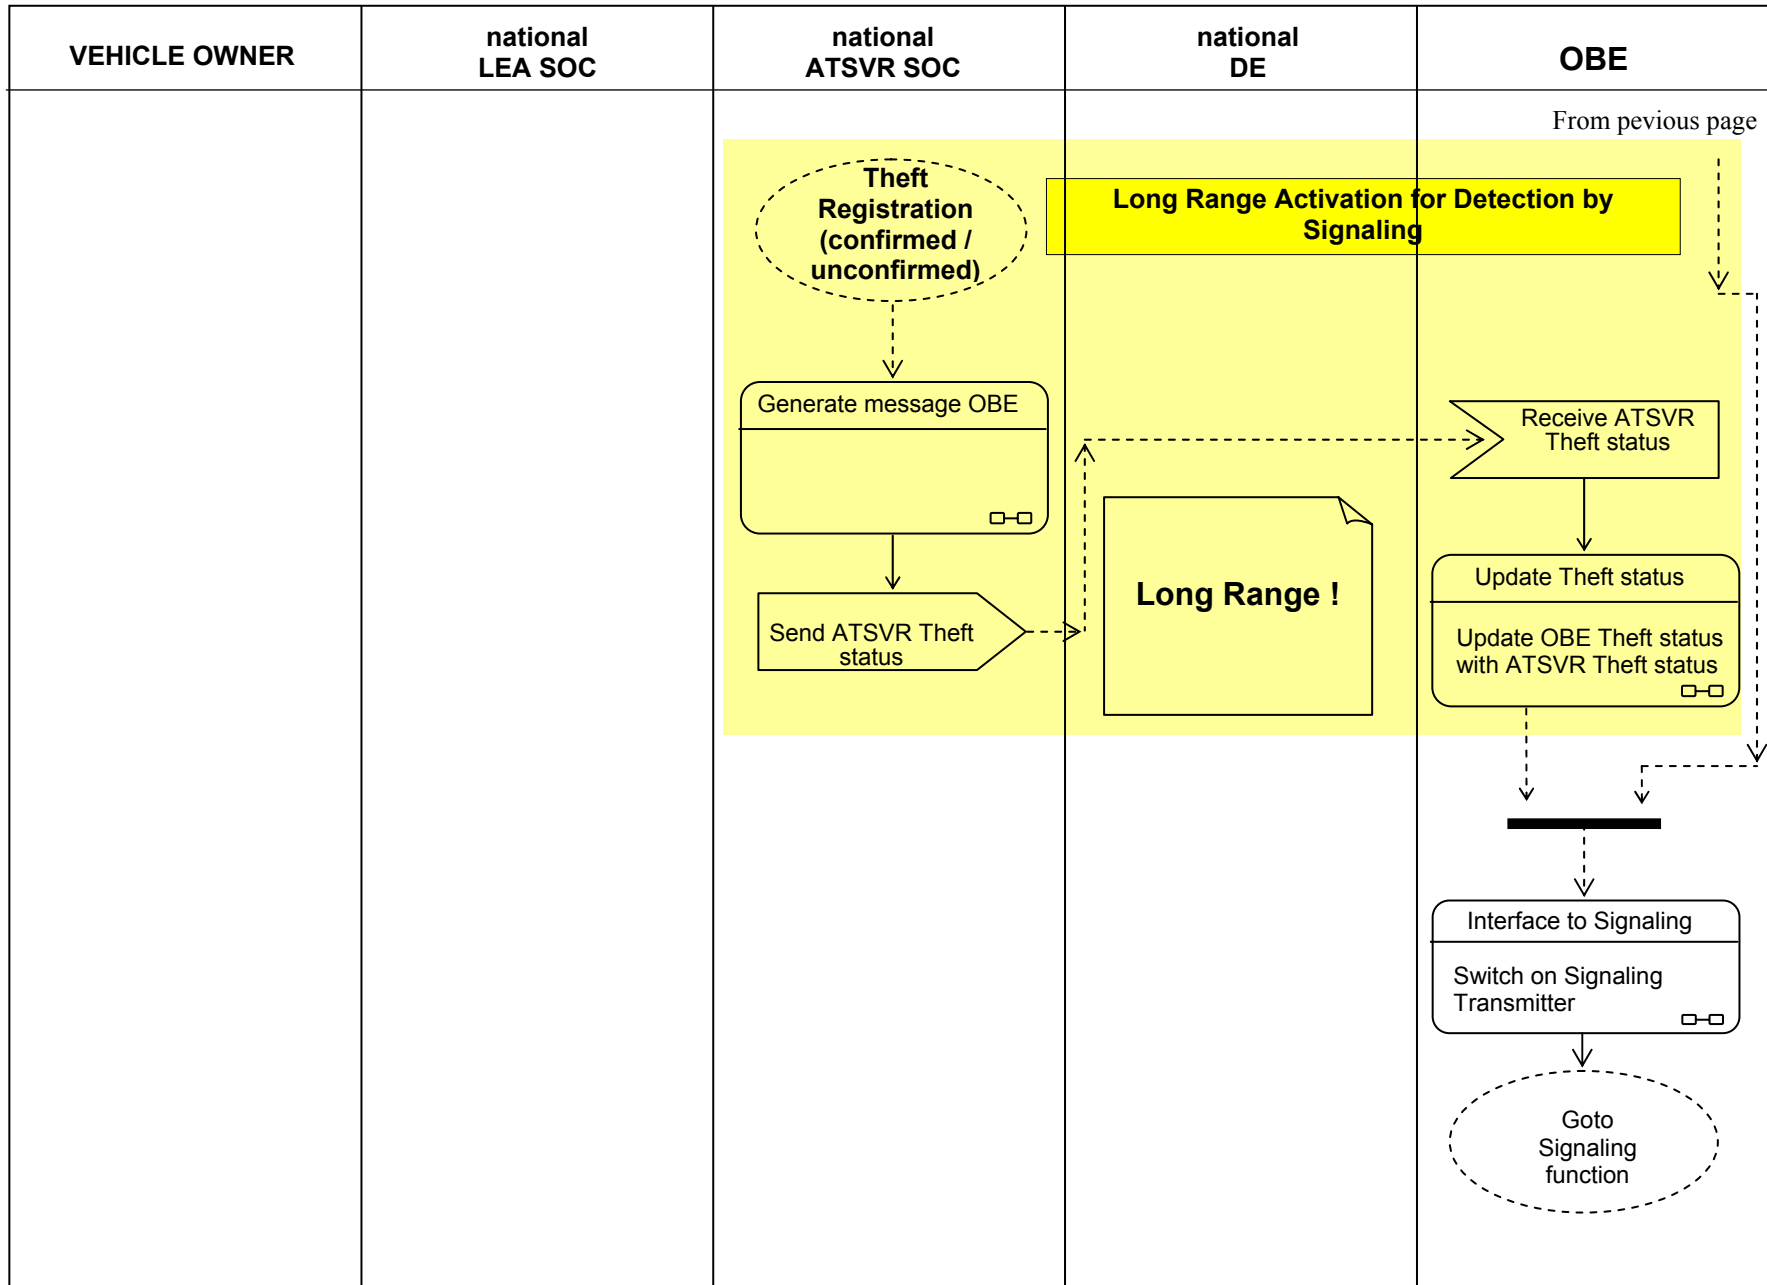 VEHICLE OWNER
national
LEA SOC
national
ATSVR SOC
national
DE
OBE
From pevious page
Theft
Registration
(confirmed /
unconfirmed)
Long Range Activation for Detection by
Signaling
Generate message OBE
Receive ATSVR
Theft status
Long Range !
Update Theft status
Update OBE Theft status
with ATSVR Theft status
Send ATSVR Theft
status
Interface to Signaling
Switch on Signaling
Transmitter
Goto
Signaling
function